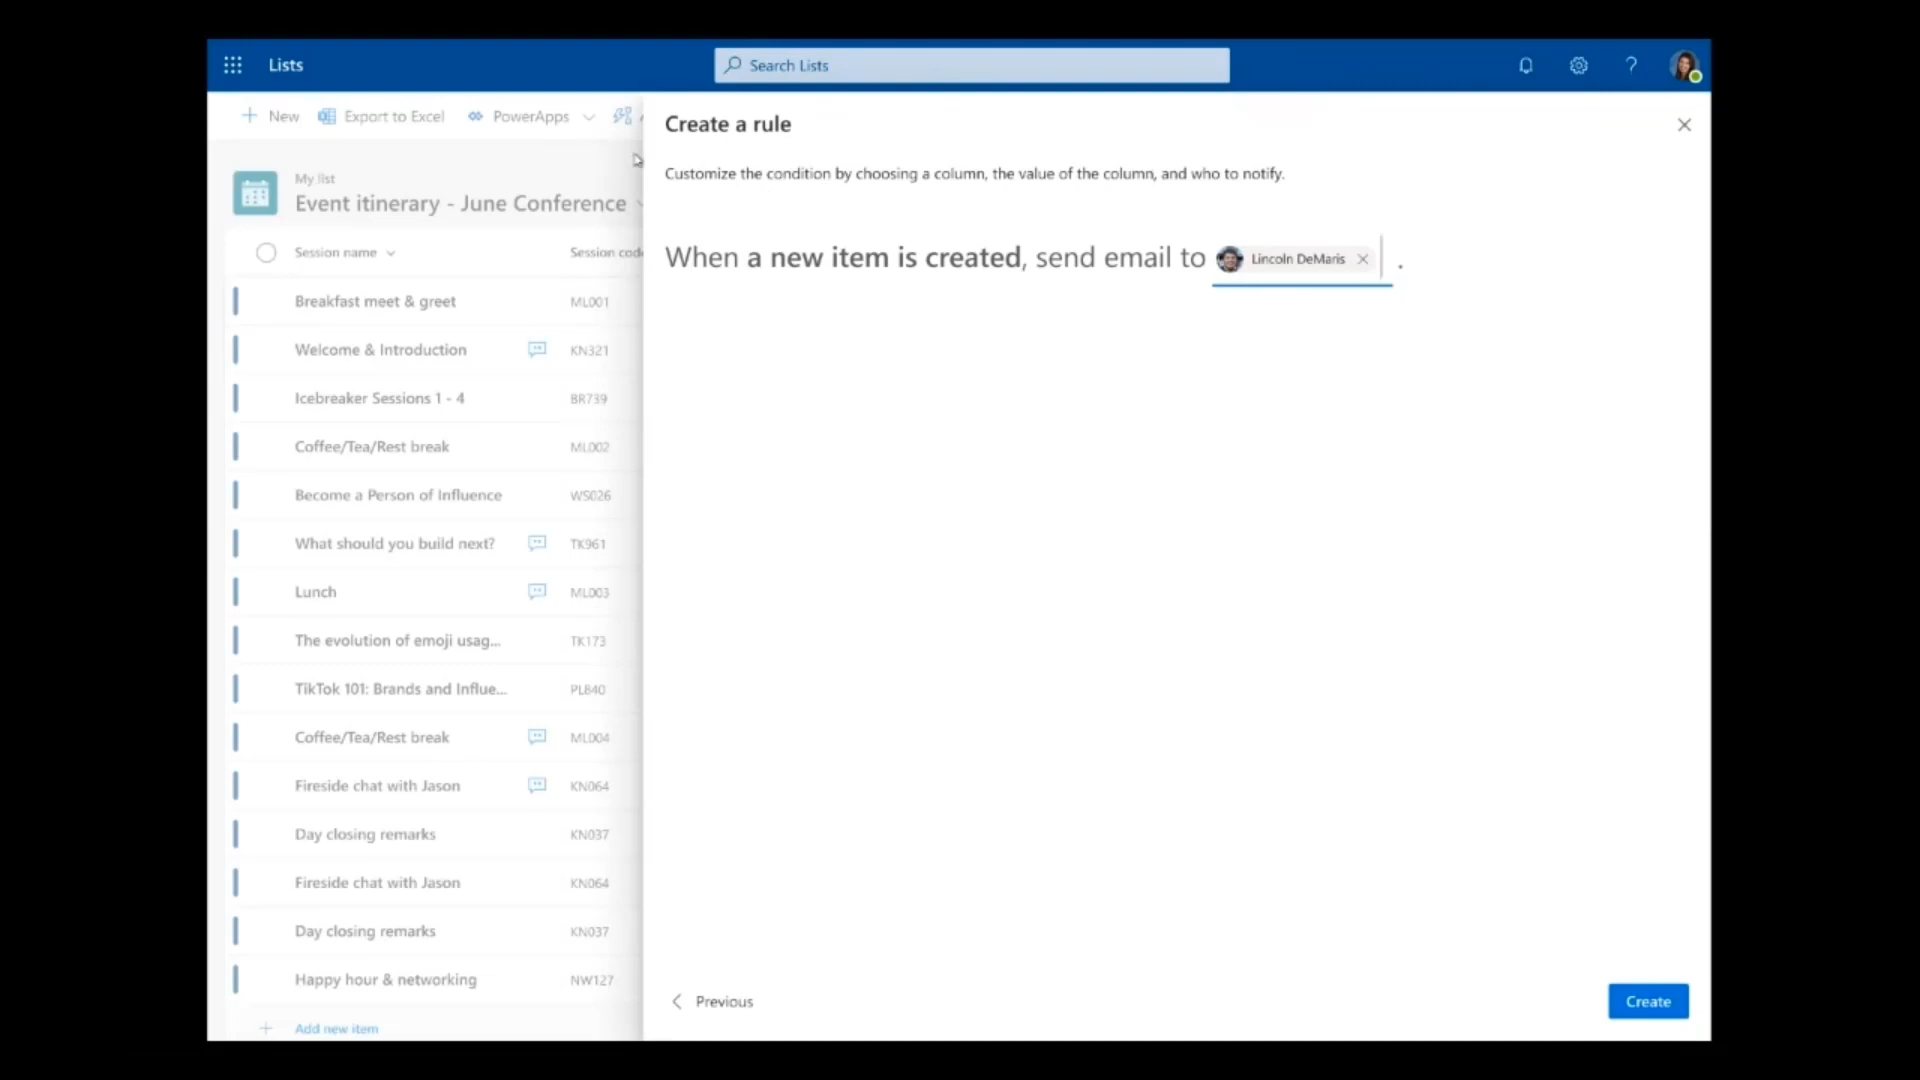 Lists
Search Lists
?
New
Export to Excel
PowerApps
Create a rule
Customize the condition by choosing a column, the value of the column, and who to notify.
My list
Event itinerary - June Conference
When a new item is created, send email to Lincoln DeMaris .
Session name
Session code
Breakfast meet & greet ML001
Welcome & Introduction KN321
Icebreaker Sessions 1 - 4 BR739
Coffee/Tea/Rest break ML002
Become a Person of Influence WS026
What should you build next? TK961
Lunch ML003
The evolution of emoji usag... TK173
TikTok 101: Brands and Influe... PL840
Coffee/Tea/Rest break ML004
Fireside chat with Jason KN064
Day closing remarks KN037
Fireside chat with Jason KN064
Day closing remarks KN037
Happy hour & networking NW127
Add new item
Previous
Create